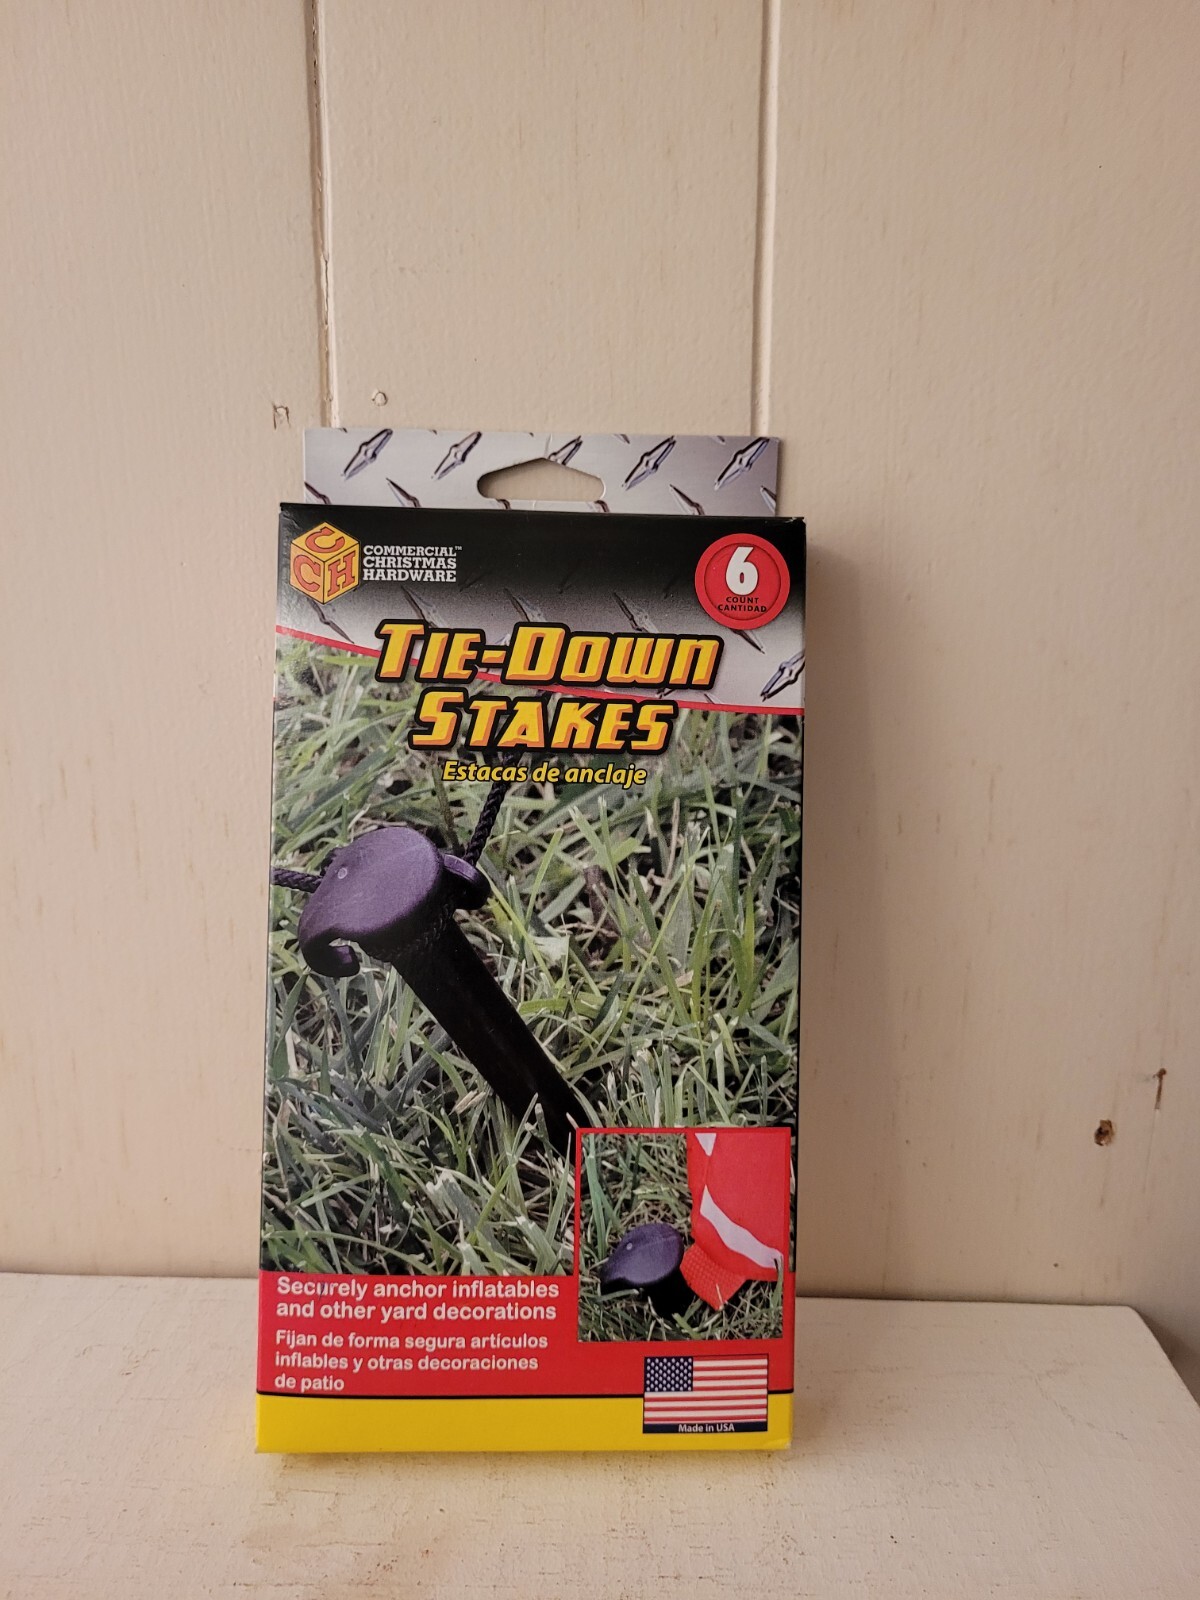 CCH
COMMERCIAL™
CHRISTMAS
HARDWARE
6
COUNT
CANTIDAD
TIE-DOWN
STAKES
Estacas de anclaje
Securely anchor inflatables
and other yard decorations
Fijan de forma segura artículos
inflables y otras decoraciones
de patio
Made in USA